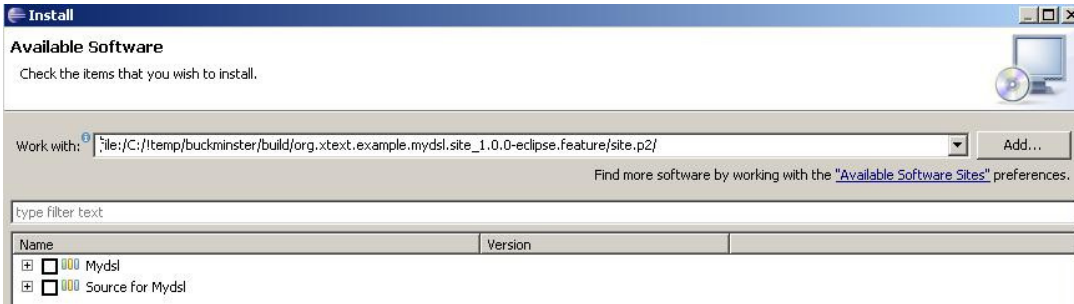 Install
Available Software
Check the items that you wish to install.
Work with: file:/C:/!temp/buckminster/build/org.xtext.example.mydsl.site_1.0.0-eclipse.feature/site.p2/ Add...
Find more software by working with the "Available Software Sites" preferences.
type filter text
Name Version
Mydsl
Source for Mydsl